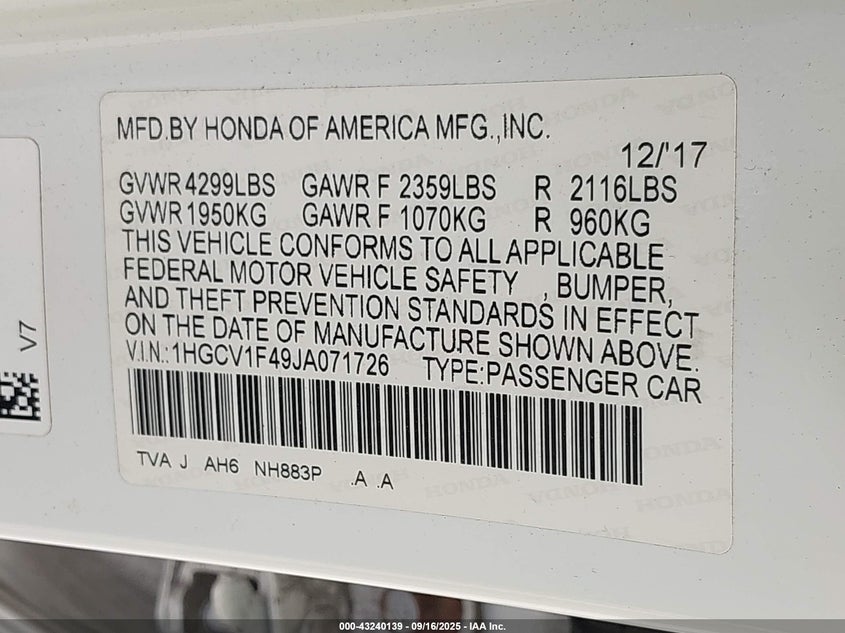 MFD.BY HONDA OF AMERICA MFG.,INC.
12/'17
GVWR 4299LBS GAWR F 2359LBS R 2116LBS
GVWR 1950KG GAWR F 1070KG R 960KG
THIS VEHICLE CONFORMS TO ALL APPLICABLE
FEDERAL MOTOR VEHICLE SAFETY , BUMPER,
AND THEFT PREVENTION STANDARDS IN EFFECT
ON THE DATE OF MANUFACTURE SHOWN ABOVE.
V.I.N.:1HGCV1F49JA071726 TYPE:PASSENGER CAR
TVA J AH6 NH883P .A .A
V7
000-43240139 - 09/16/2025 - IAA Inc.